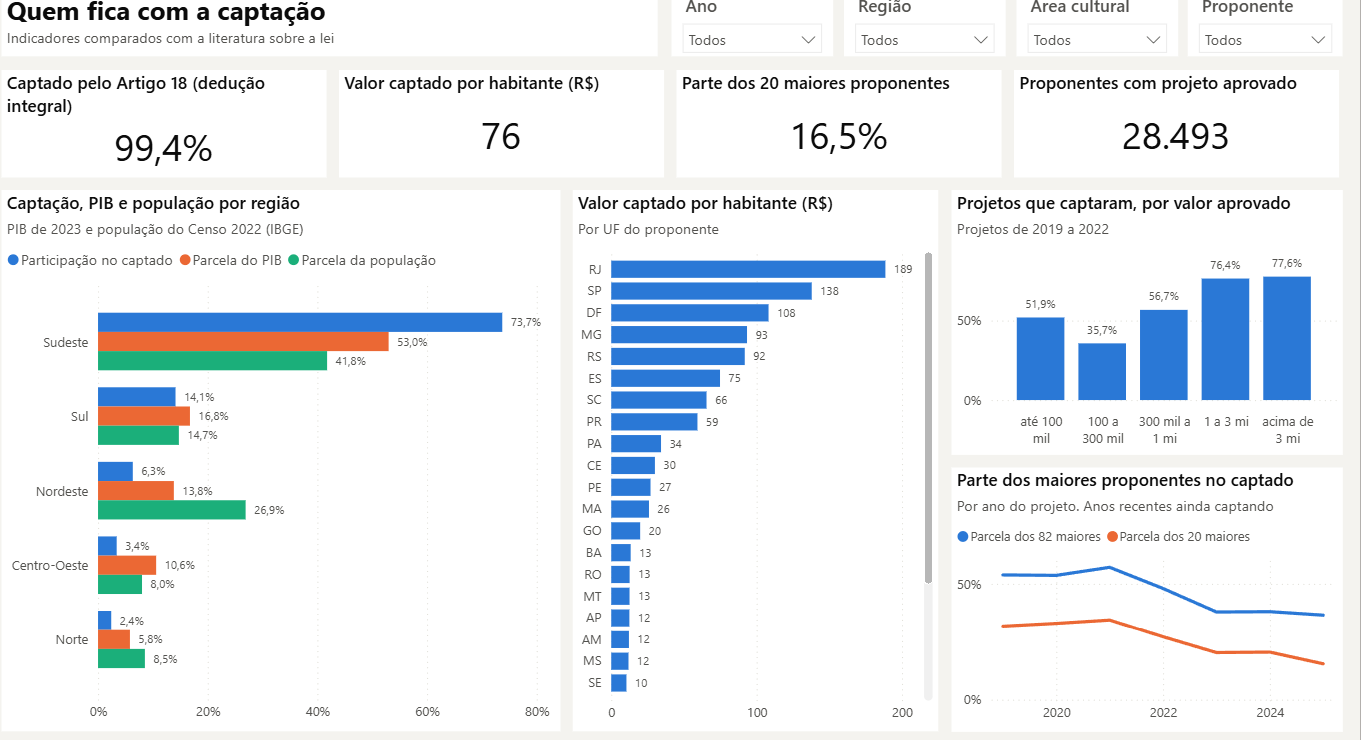 Quem fica com a captação
Indicadores comparados com a literatura sobre a lei
Ano
Todos
Região
Todos
Área cultural
Todos
Proponente
Todos
Captado pelo Artigo 18 (dedução
integral)
99,4%
Valor captado por habitante (R$)
76
Parte dos 20 maiores proponentes
16,5%
Proponentes com projeto aprovado
28.493
Captação, PIB e população por região
PIB de 2023 e população do Censo 2022 (IBGE)
Participação no captado Parcela do PIB Parcela da população
Sudeste
73,7%
53,0%
41,8%
Sul
14,1%
16,8%
14,7%
Nordeste
6,3%
13,8%
26,9%
Centro-Oeste
3,4%
10,6%
8,0%
Norte
2,4%
5,8%
8,5%
0% 20% 40% 60% 80%
Valor captado por habitante (R$)
Por UF do proponente
RJ 189
SP 138
DF 108
MG 93
RS 92
ES 75
SC 66
PR 59
PA 34
CE 30
PE 27
MA 26
GO 20
BA 13
RO 13
MT 13
AP 12
AM 12
MS 12
SE 10
0 100 200
Projetos que captaram, por valor aprovado
Projetos de 2019 a 2022
50%
0%
51,9%
35,7%
56,7%
76,4%
77,6%
até 100
mil
100 a
300 mil
300 mil a
1 mi
1 a 3 mi
acima de
3 mi
Parte dos maiores proponentes no captado
Por ano do projeto. Anos recentes ainda captando
Parcela dos 82 maiores Parcela dos 20 maiores
50%
0%
2020 2022 2024